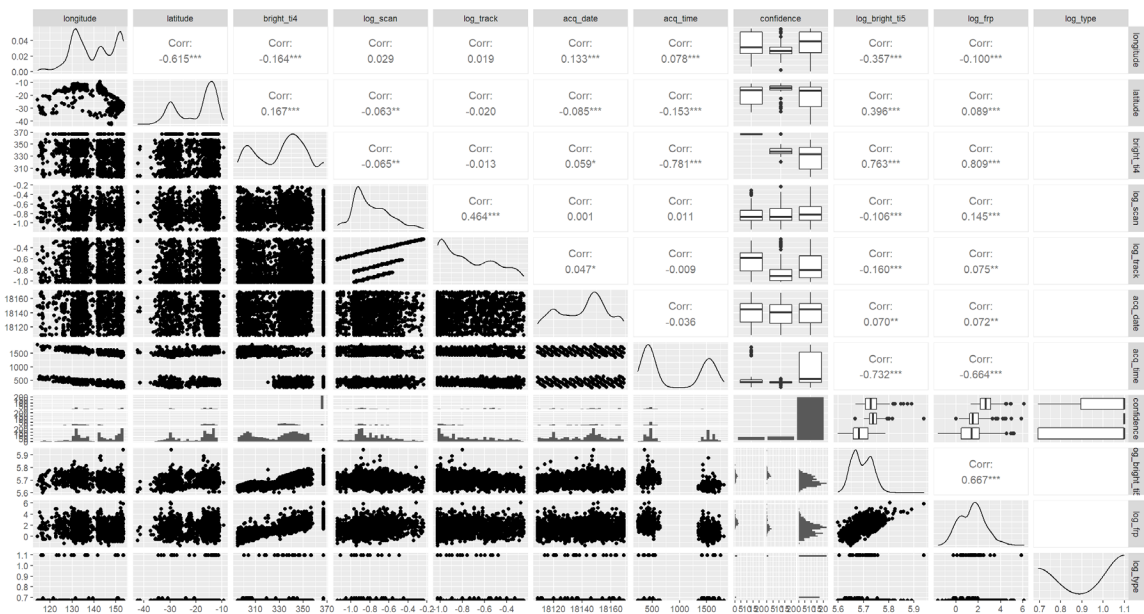 longitude latitude bright_ti4 log_scan log_track acq_date acq_time confidence log_bright_ti5 log_frp log_type
0.04
0.02
0.00
Corr: Corr: Corr: Corr: Corr: Corr: Corr: Corr:
-0.615*** -0.164*** 0.029 0.019 0.133*** 0.078*** -0.357*** -0.100***
longitude
-10
-20
-30
-40
Corr: Corr: Corr: Corr: Corr: Corr: Corr:
0.167*** -0.063** -0.020 -0.085*** -0.153*** 0.396*** 0.089***
latitude
370
350
330
310
Corr: Corr: Corr: Corr: Corr: Corr:
-0.065** -0.013 0.059* -0.781*** 0.763*** 0.809***
bright_ti4
-0.2
-0.4
-0.6
-0.8
-1.0
Corr: Corr: Corr: Corr: Corr:
0.464*** 0.001 0.011 -0.106*** 0.145***
log_scan
-0.4
-0.6
-0.8
-1.0
Corr: Corr: Corr: Corr:
0.047* -0.009 -0.160*** 0.075**
log_track
18160
18140
18120
Corr: Corr: Corr:
-0.036 0.070** 0.072**
acq_date
1500
1000
500
Corr: Corr:
-0.732*** -0.664***
acq_time
confidence
5.9
5.8
5.7
5.6
Corr:
0.667***
og_bright_ti5
6
4
2
0
log_frp
1.1
1.0
0.9
0.8
0.7
120 130 140 150 -40 -30 -20 -10 310 330 350 370 -1.0 -0.8 -0.6 -0.4 -0.2 -1.0 -0.8 -0.6 -0.4 18120 18140 18160 500 1000 1500 5.6 5.7 5.8 5.9 0 2 4 6 0.7 0.8 0.9 1.0 1.1